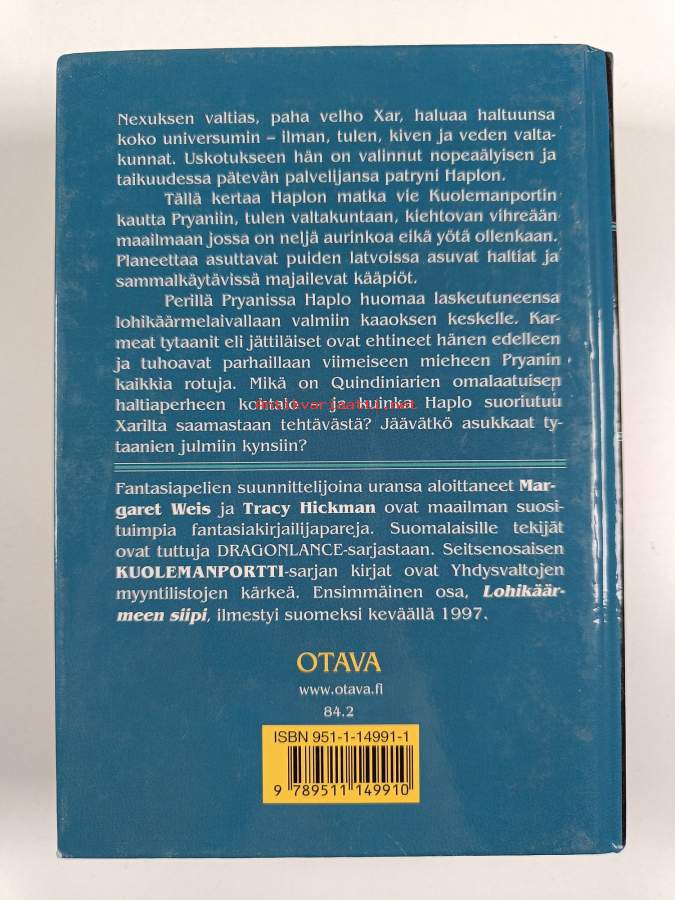 Nexuksen valtias, paha velho Xar, haluaa haltuunsa
koko universumin – ilman, tulen, kiven ja veden valta-
kunnat. Uskotukseen hän on valinnut nopeaälyisen ja
taikuudessa pätevän palvelijansa patryni Haplon.
Tällä kertaa Haplon matka vie Kuolemanportin
kautta Pryaniin, tulen valtakuntaan, kiehtovan vihreään
maailmaan jossa on neljä aurinkoa eikä yötä ollenkaan.
Planeettaa asuttavat puiden latvoissa asuvat haltiat ja
sammalkäytävissä majailevat kääpiöt.
Perillä Pryanissa Haplo huomaa laskeutuneensa
lohikäärmelaivallaan valmiin kaaoksen keskelle. Kar-
meat tytaanit eli jättiläiset ovat ehtineet hänen edelleen
ja tuhoavat parhaillaan viimeiseen mieheen Pryanin
kaikkia rotuja. Mikä on Quindiniarien omalaatuisen
haltiaperheen kohtalo – ja kuinka Haplo suoriutuu
Antikvariaatti.net
Xarilta saamastaan tehtävästä? Jäävätkö asukkaat ty-
taanien julmiin kynsiin?
Fantasiapelien suunnittelijoina uransa aloittaneet Mar-
garet Weis ja Tracy Hickman ovat maailman suosi-
tuimpia fantasiakirjailijapareja. Suomalaisille tekijät
ovat tuttuja DRAGONLANCE-sarjastaan. Seitsenosaisen
KUOLEMANPORTTI-sarjan kirjat ovat Yhdysvaltojen
myyntilistojen kärkeä. Ensimmäinen osa, Lohikäär-
meen siipi, ilmestyi suomeksi keväällä 1997.
OTAVA
www.otava.fi
84.2
ISBN 951-1-14991-1
9 789511 149910